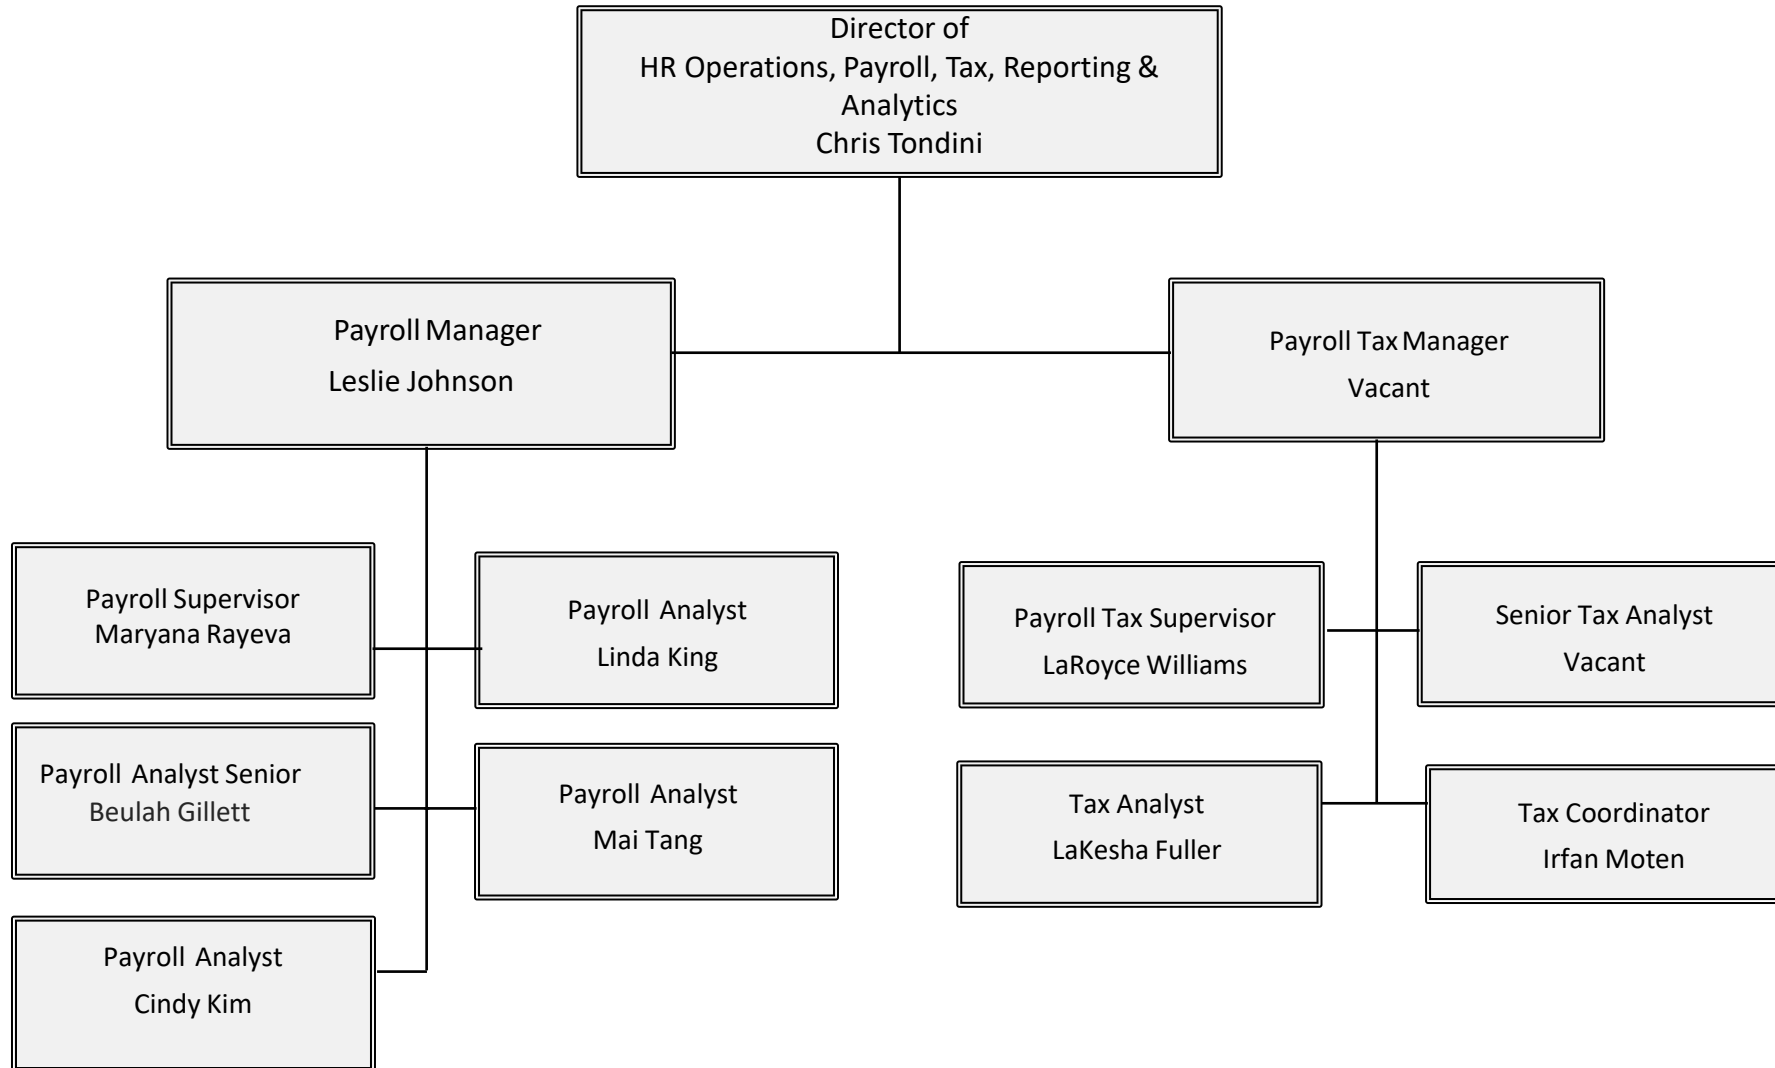 Director of
HR Operations, Payroll, Tax, Reporting &
Analytics
Chris Tondini
Payroll Manager
Leslie Johnson
Payroll Tax Manager
Vacant
Payroll Supervisor
Maryana Rayeva
Payroll Analyst
Linda King
Payroll Tax Supervisor
LaRoyce Williams
Senior Tax Analyst
Vacant
Payroll Analyst Senior
Beulah Gillett
Payroll Analyst
Mai Tang
Tax Analyst
LaKesha Fuller
Tax Coordinator
Irfan Moten
Payroll Analyst
Cindy Kim